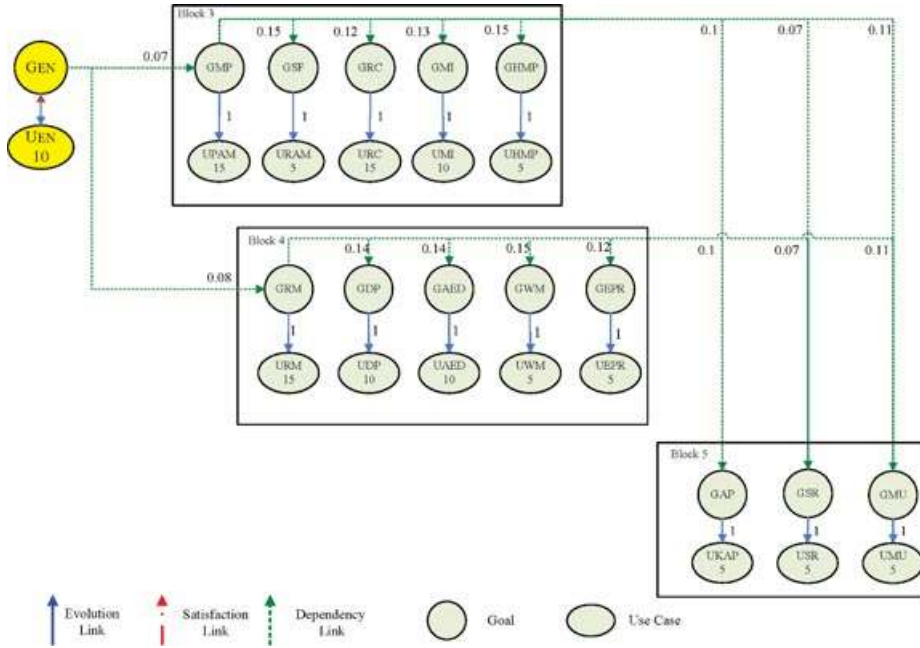 Block 3
0.15
0.12
0.13
0.15
0.1
0.07
0.11
GEN
0.07
GMP
GSF
GRC
GMI
GHMP
1
1
1
1
1
UEN
10
UPAM
15
URAM
5
URC
15
UMI
10
UHMP
5
Block 4
0.14
0.14
0.15
0.12
0.1
0.07
0.11
0.08
GRM
GDP
GAED
GWM
GEPR
1
1
1
1
1
URM
15
UDP
10
UAED
10
UWM
5
UEPR
5
Block 5
GAP
GSR
GMU
1
1
1
UKAP
5
USR
5
UMU
5
Evolution
Link
Satisfaction
Link
Dependency
Link
Goal
Use Case